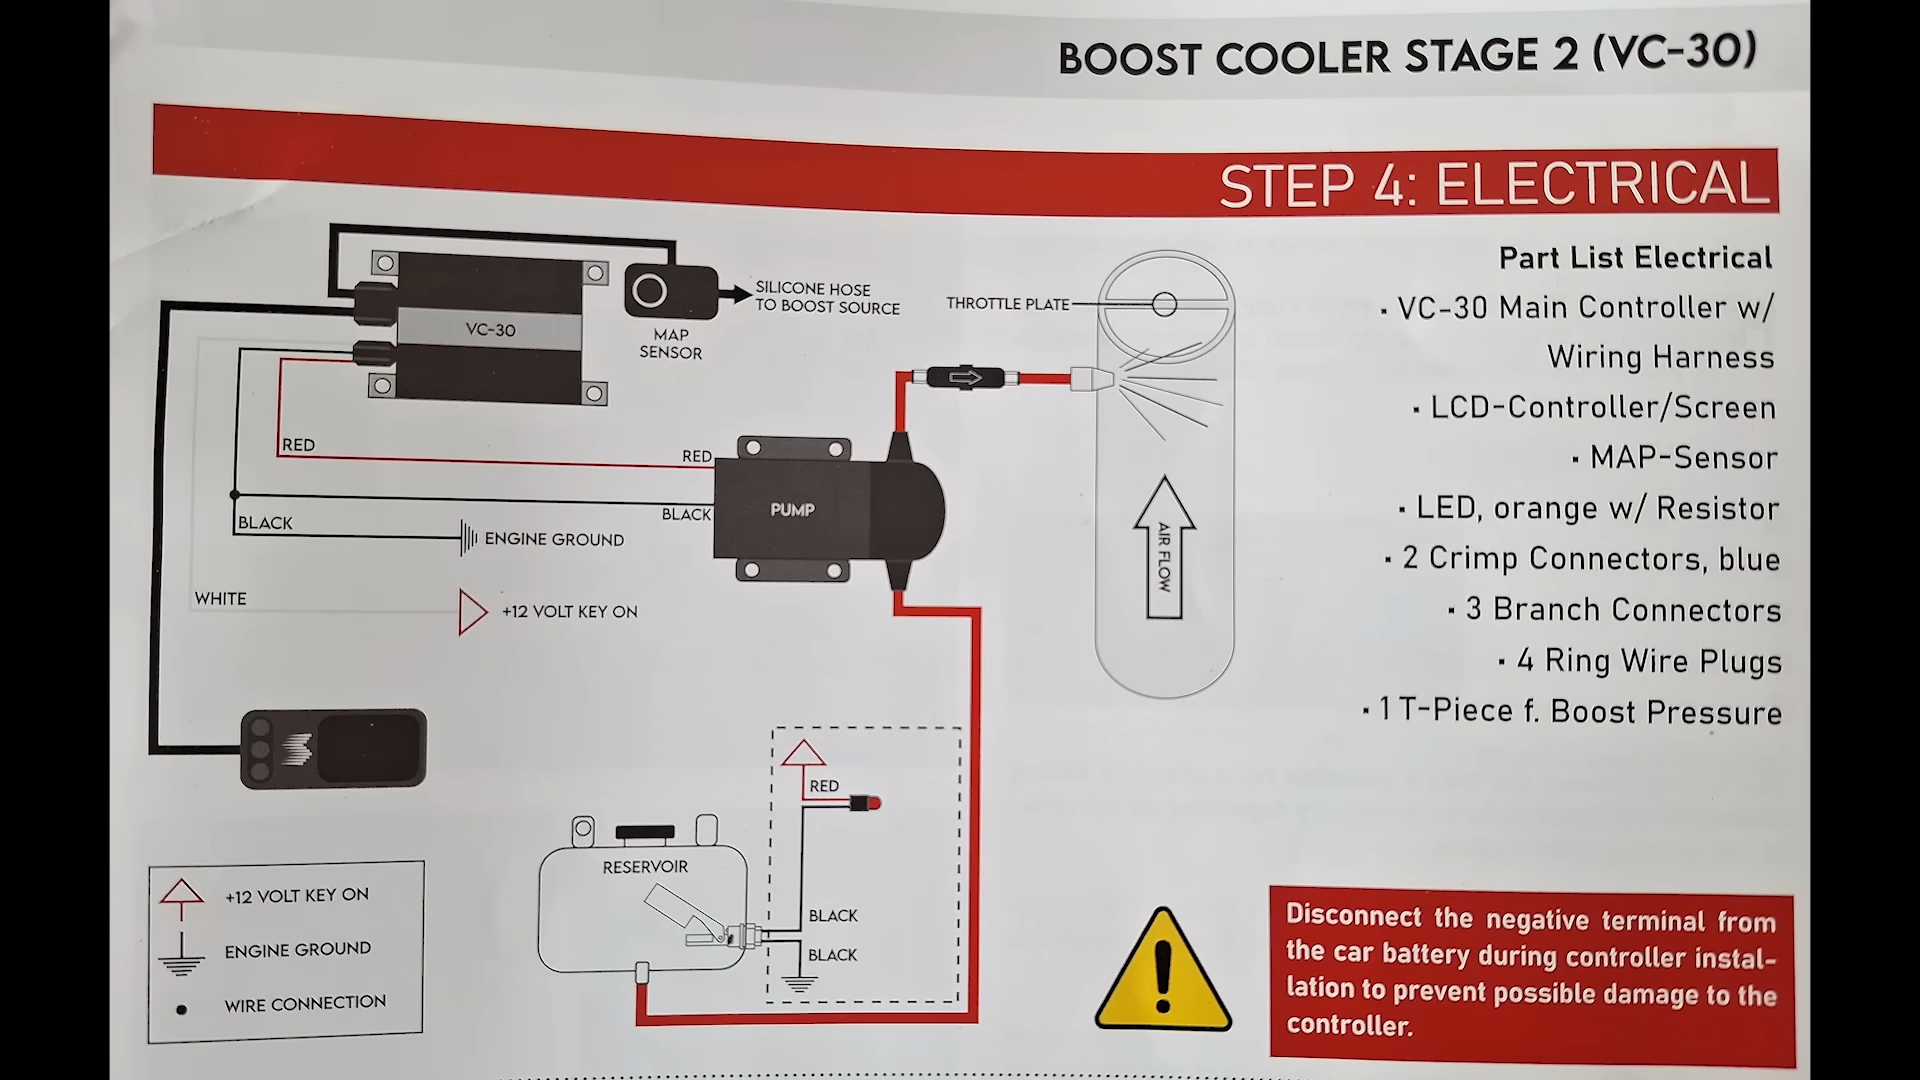 BOOST COOLER STAGE 2 (VC-30)
STEP 4: ELECTRICAL
VC-30
MAP
SENSOR
SILICONE HOSE
TO BOOST SOURCE
THROTTLE PLATE
RED
RED
BLACK
PUMP
BLACK
ENGINE GROUND
WHITE
+12 VOLT KEY ON
AIR FLOW
RED
RESERVOIR
BLACK
BLACK
+12 VOLT KEY ON
ENGINE GROUND
WIRE CONNECTION
Part List Electrical
· VC-30 Main Controller w/
Wiring Harness
· LCD-Controller/Screen
· MAP-Sensor
· LED, orange w/ Resistor
· 2 Crimp Connectors, blue
· 3 Branch Connectors
· 4 Ring Wire Plugs
· 1 T-Piece f. Boost Pressure
Disconnect the negative terminal from
the car battery during controller instal-
lation to prevent possible damage to the
controller.